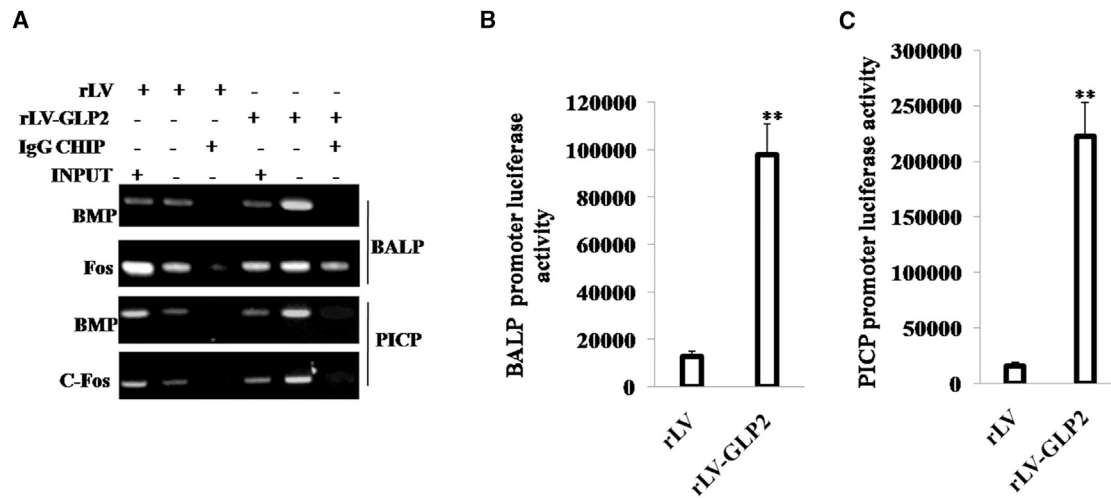 A
rLV + + + - - -
rLV-GLP2 - - - + + +
IgG CHIP - - + - - +
INPUT + - - + - -
BMP
Fos
BALP
BMP
C-Fos
PICP
B
BALP promoter luciferase
activity
120000
100000
80000
60000
40000
20000
0
**
rLV
rLV-GLP2
C
PICP promoter luciferase activity
300000
250000
200000
150000
100000
50000
0
**
rLV
rLV-GLP2